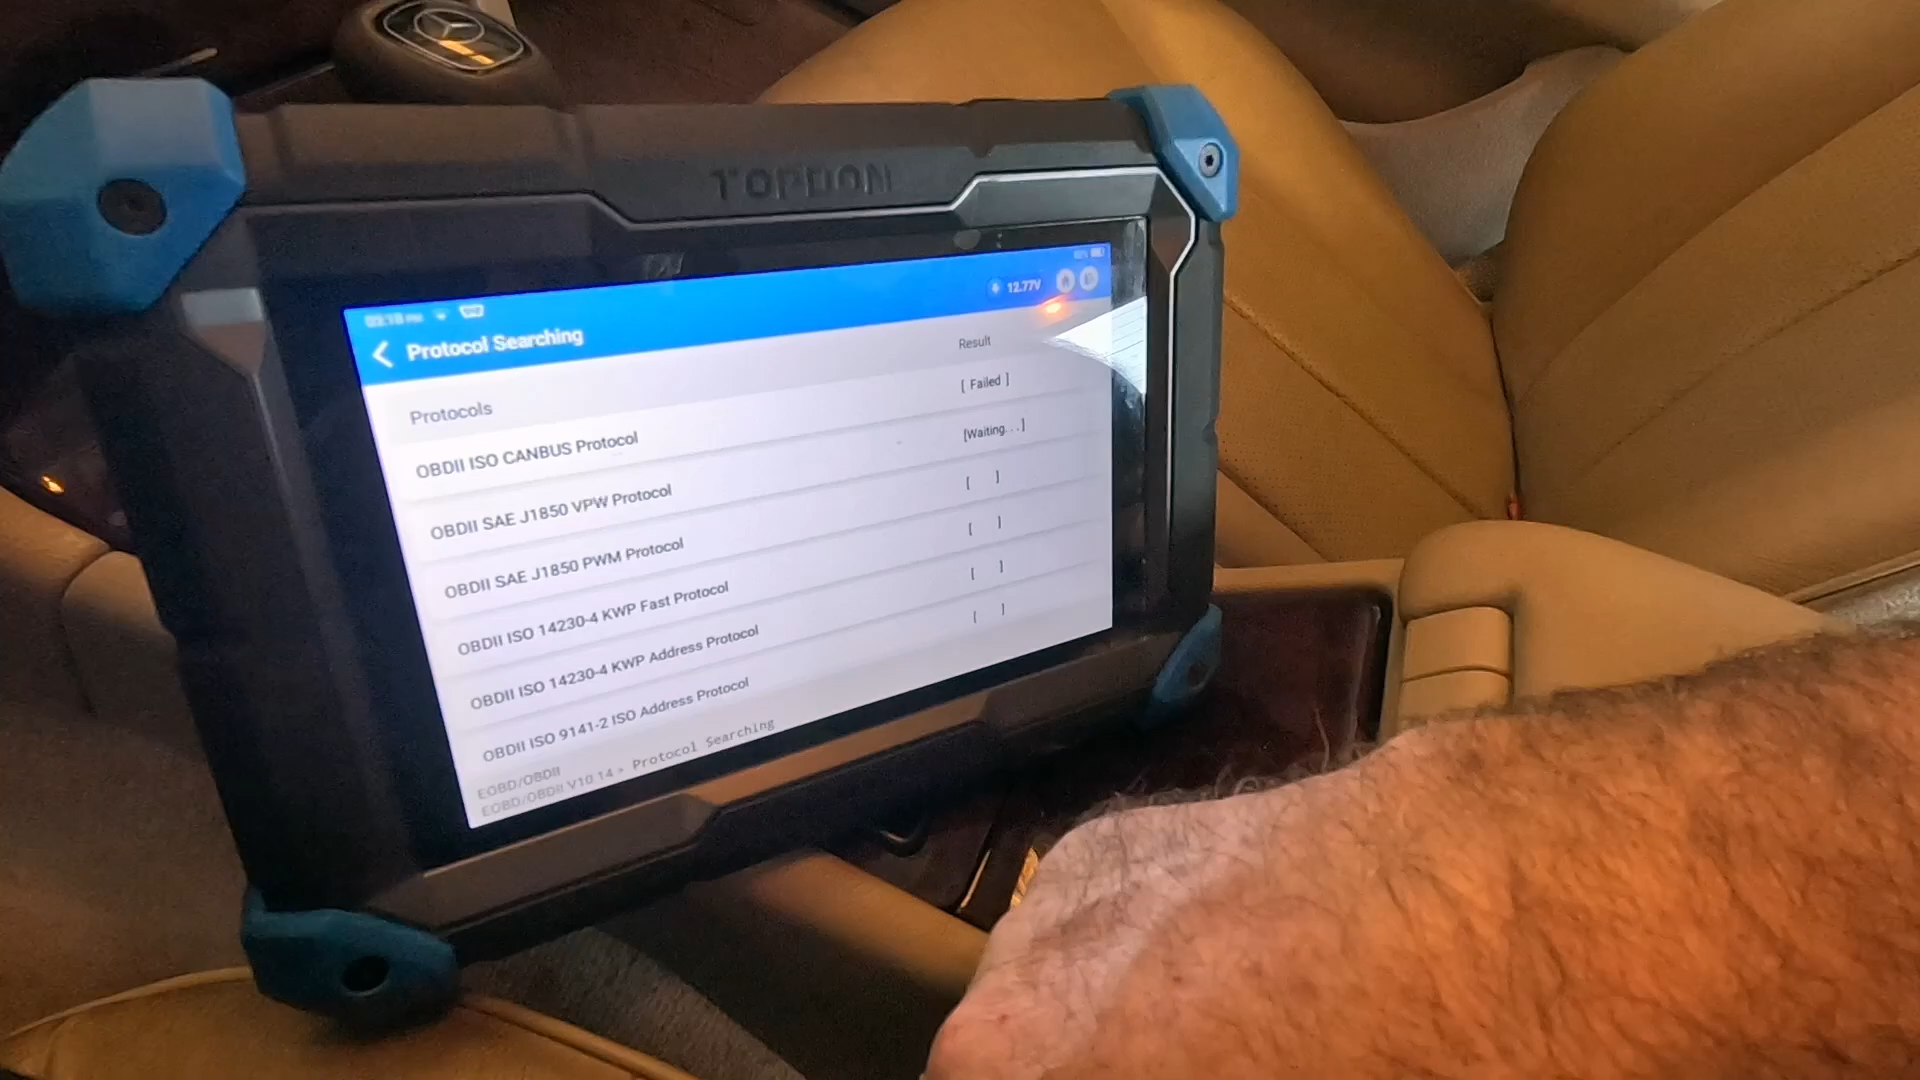 TOPDON
12.77V
Protocol Searching
Protocols Result
OBDII ISO CANBUS Protocol [ Failed ]
OBDII SAE J1850 VPW Protocol [Waiting. . .]
OBDII SAE J1850 PWM Protocol [ ]
OBDII ISO 14230-4 KWP Fast Protocol [ ]
OBDII ISO 14230-4 KWP Address Protocol [ ]
OBDII ISO 9141-2 ISO Address Protocol [ ]
EOBD/OBDII
EOBD/OBDII V10.14 > Protocol Searching